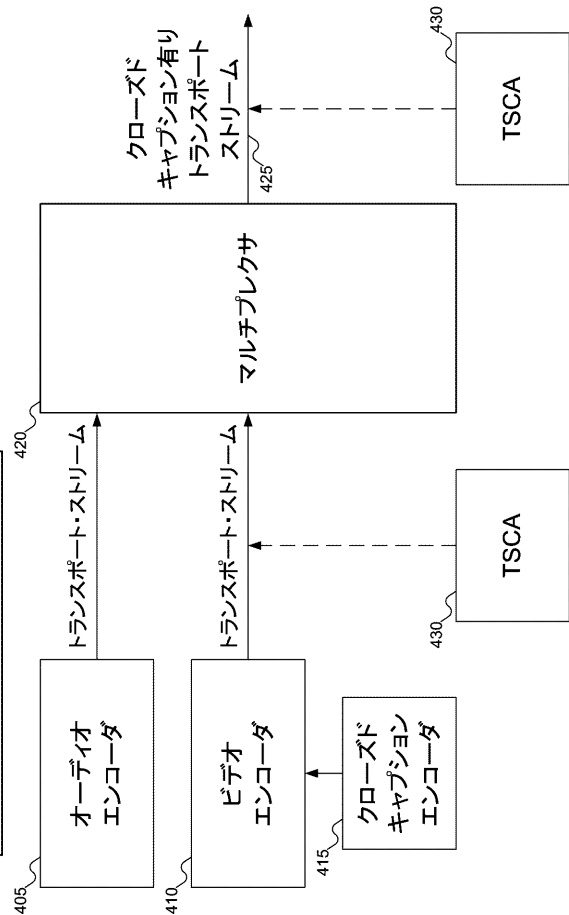 405
オーディオ
エンコーダ
トランスポート・ストリーム
410
ビデオ
エンコーダ
トランスポート・ストリーム
415
クローズド
キャプション
エンコーダ
420
マルチプレクサ
クローズド
キャプション有り
トランスポート
ストリーム
425
430
TSCA
430
TSCA